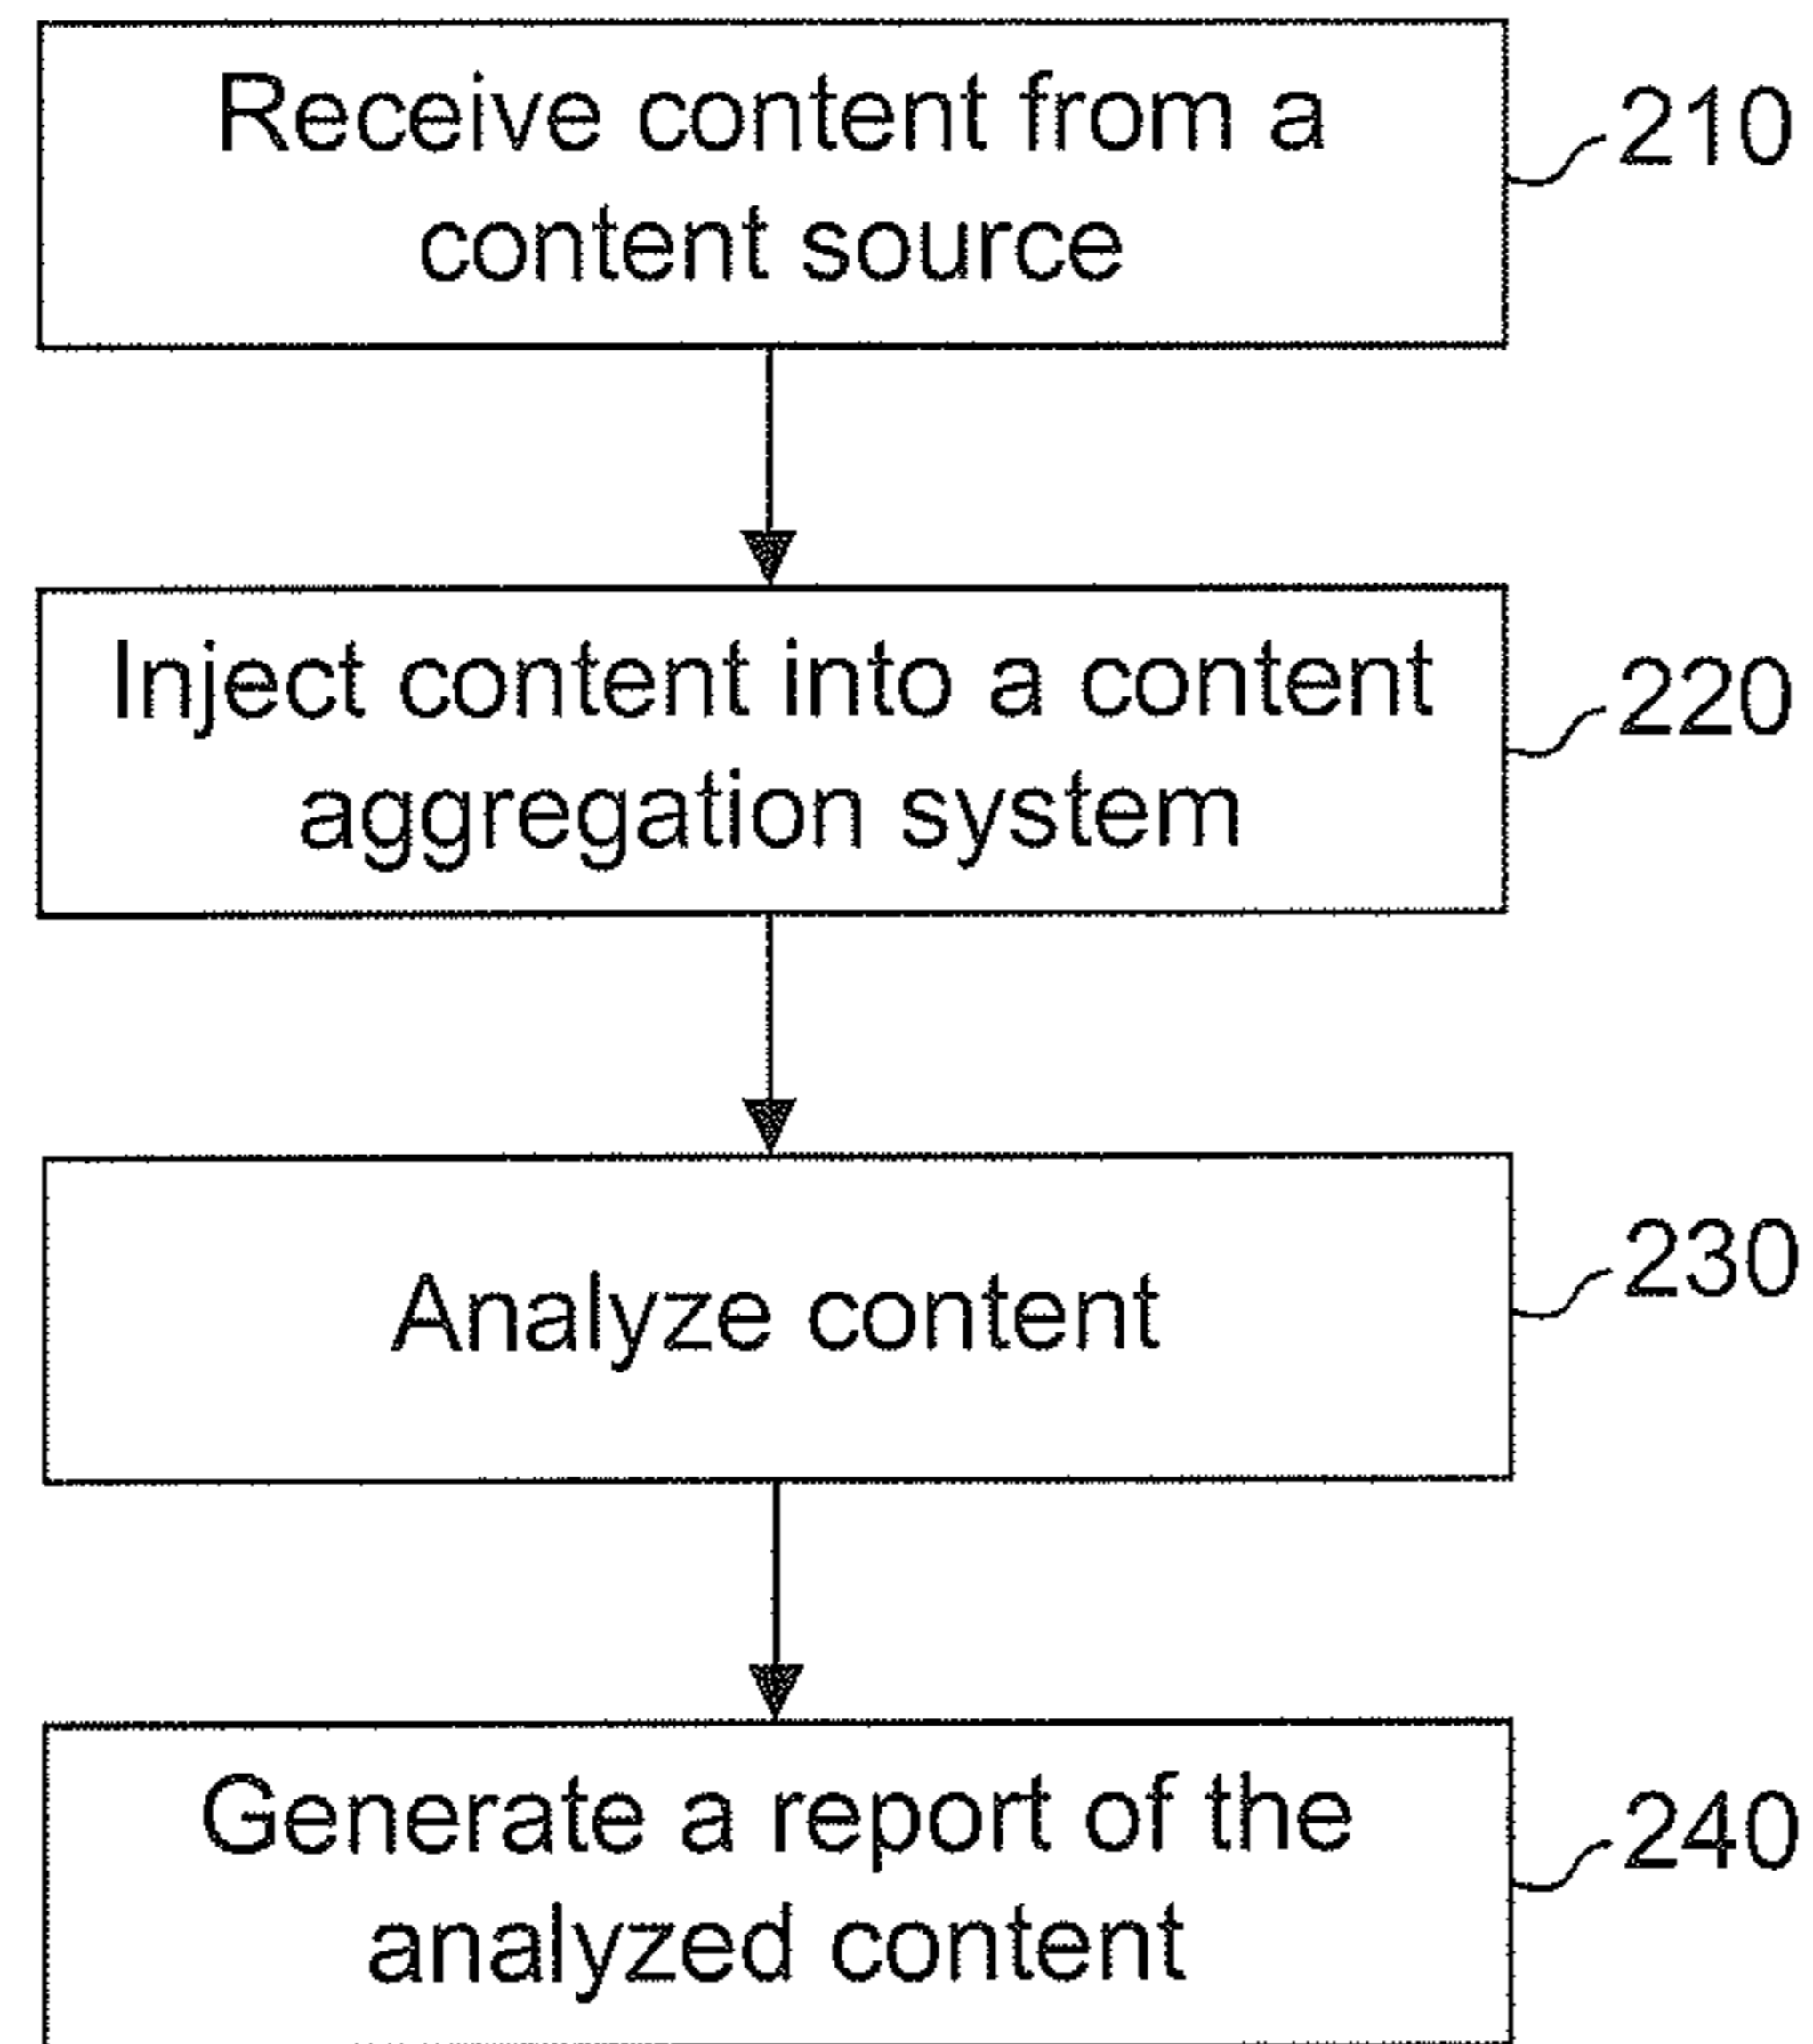 Receive content from a
content source
210
Inject content into a content
aggregation system
220
Analyze content
230
Generate a report of the
analyzed content
240